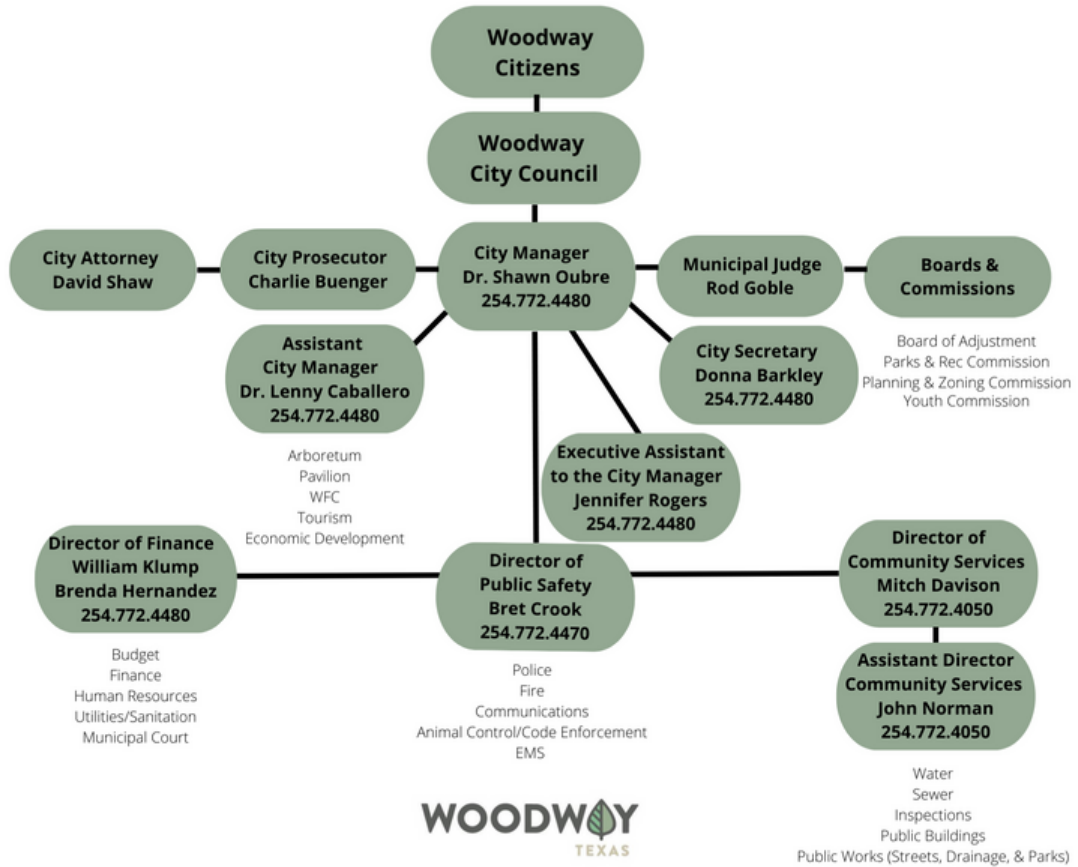 Woodway
Citizens
Woodway
City Council
City Attorney
David Shaw
City Prosecutor
Charlie Buenger
City Manager
Dr. Shawn Oubre
254.772.4480
Municipal Judge
Rod Goble
Boards &
Commissions
Board of Adjustment
Parks & Rec Commission
Planning & Zoning Commission
Youth Commission
Assistant
City Manager
Dr. Lenny Caballero
254.772.4480
Arboretum
Pavilion
WFC
Tourism
Economic Development
City Secretary
Donna Barkley
254.772.4480
Executive Assistant
to the City Manager
Jennifer Rogers
254.772.4480
Director of Finance
William Klump
Brenda Hernandez
254.772.4480
Budget
Finance
Human Resources
Utilities/Sanitation
Municipal Court
Director of
Public Safety
Bret Crook
254.772.4470
Police
Fire
Communications
Animal Control/Code Enforcement
EMS
Director of
Community Services
Mitch Davison
254.772.4050
Assistant Director
Community Services
John Norman
254.772.4050
Water
Sewer
Inspections
Public Buildings
Public Works (Streets, Drainage, & Parks)
WOODWAY
TEXAS